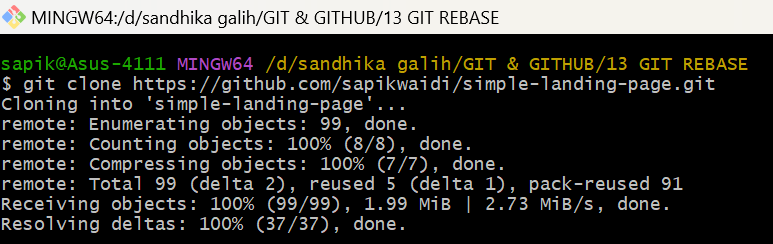 MINGW64:/d/sandhika galih/GIT & GITHUB/13 GIT REBASE
sapik@Asus-4111 MINGW64 /d/sandhika galih/GIT & GITHUB/13 GIT REBASE
$ git clone https://github.com/sapikwaidi/simple-landing-page.git
Cloning into 'simple-landing-page'...
remote: Enumerating objects: 99, done.
remote: Counting objects: 100% (8/8), done.
remote: Compressing objects: 100% (7/7), done.
remote: Total 99 (delta 2), reused 5 (delta 1), pack-reused 91
Receiving objects: 100% (99/99), 1.99 MiB | 2.73 MiB/s, done.
Resolving deltas: 100% (37/37), done.